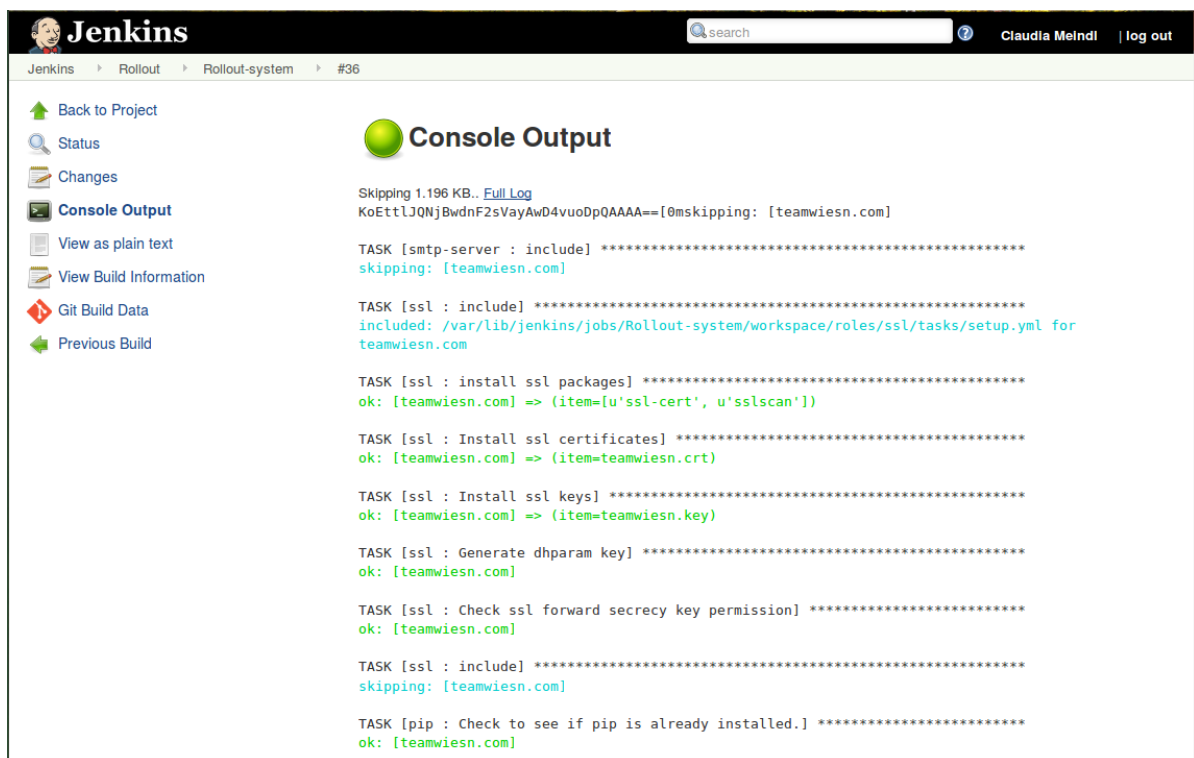 Jenkins
search
Claudia Meindl | log out
Jenkins Rollout Rollout-system #36
Back to Project
Status
Changes
Console Output
View as plain text
View Build Information
Git Build Data
Previous Build
Console Output
Skipping 1.196 KB.. Full Log
KoEttlJQNjBwdnF2sVayAwD4vuoDpQAAAA==[0mskipping: [teamwiesn.com]
TASK [smtp-server : include] ***************************************************
skipping: [teamwiesn.com]
TASK [ssl : include] ***********************************************************
included: /var/lib/jenkins/jobs/Rollout-system/workspace/roles/ssl/tasks/setup.yml for
teamwiesn.com
TASK [ssl : install ssl packages] **********************************************
ok: [teamwiesn.com] => (item=[u'ssl-cert', u'sslscan'])
TASK [ssl : Install ssl certificates] ******************************************
ok: [teamwiesn.com] => (item=teamwiesn.crt)
TASK [ssl : Install ssl keys] **************************************************
ok: [teamwiesn.com] => (item=teamwiesn.key)
TASK [ssl : Generate dhparam key] **********************************************
ok: [teamwiesn.com]
TASK [ssl : Check ssl forward secrecy key permission] **************************
ok: [teamwiesn.com]
TASK [ssl : include] ***********************************************************
skipping: [teamwiesn.com]
TASK [pip : Check to see if pip is already installed.] *************************
ok: [teamwiesn.com]